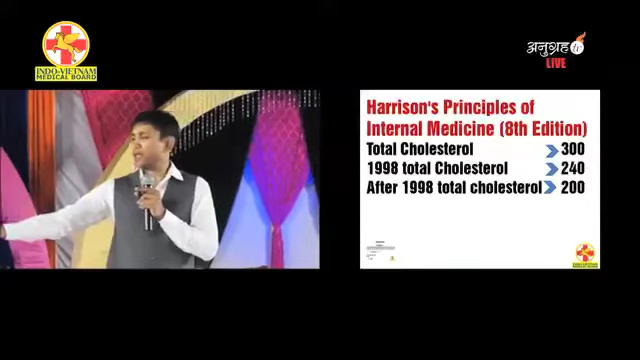 INDO-VIETNAM
MEDICAL BOARD
अनुग्रह tv
LIVE
Harrison's Principles of
Internal Medicine (8th Edition)
Total Cholesterol 300
1998 total Cholesterol 240
After 1998 total cholesterol 200